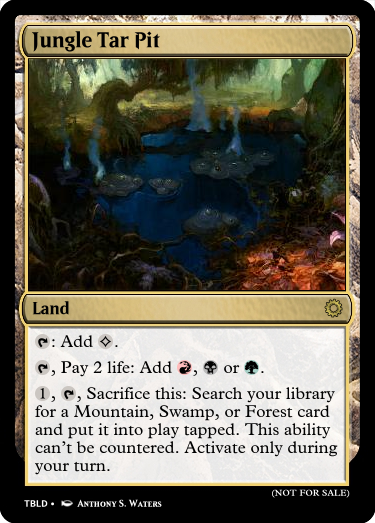 Jungle Tar Pit
Land
: Add .
, Pay 2 life: Add , or .
1, , Sacrifice this: Search your library
for a Mountain, Swamp, or Forest card
and put it into play tapped. This ability
can't be countered. Activate only during
your turn.
TBLD • Anthony S. Waters
(NOT FOR SALE)